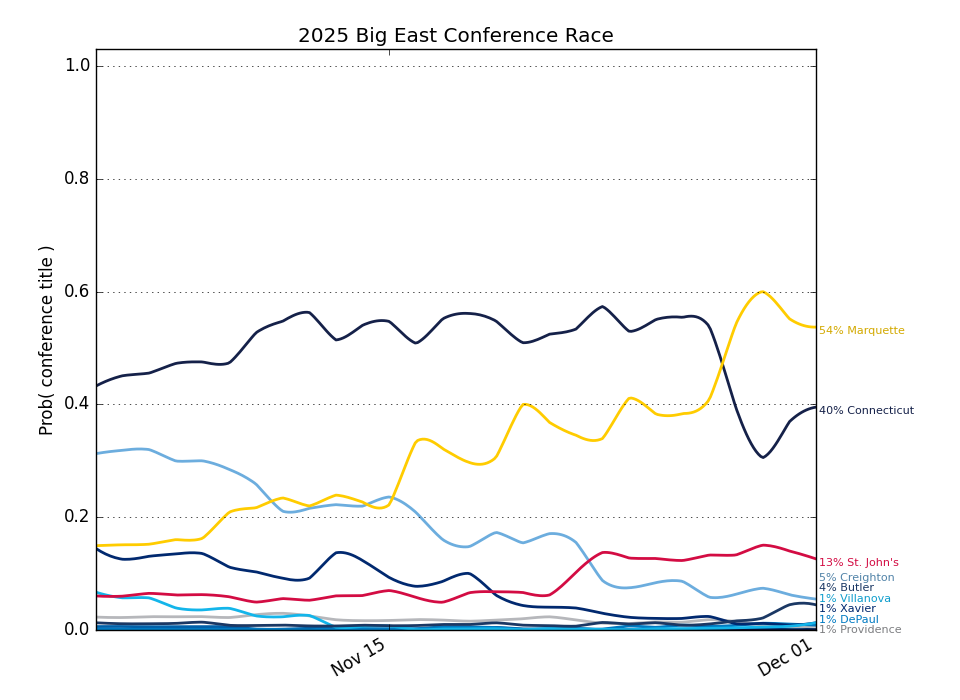 2025 Big East Conference Race
1.0
0.8
0.6
0.4
0.2
0.0
Prob( conference title )
Nov 15
Dec 01
54% Marquette
40% Connecticut
13% St. John's
5% Creighton
4% Butler
1% Villanova
1% Xavier
1% DePaul
1% Providence